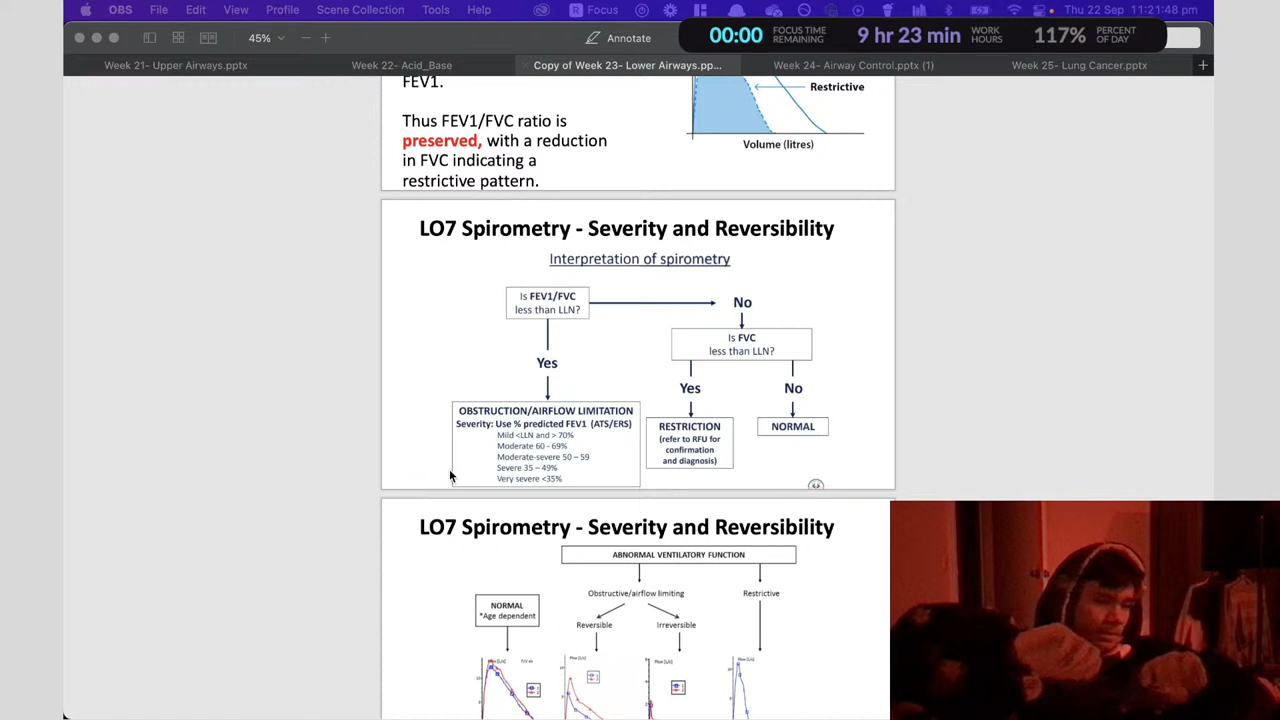 OBS File Edit View Profile Scene Collection Tools Help Focus Thu 22 Sep 11:21:48 pm
45% Annotate 00:00 FOCUS TIME REMAINING 9 hr 23 min WORK HOURS 117% PERCENT OF DAY
Week 21- Upper Airways.pptx Week 22- Acid_Base Copy of Week 23- Lower Airways.pp... Week 24- Airway Control.pptx (1) Week 25- Lung Cancer.pptx
FEV1.
Restrictive
Thus FEV1/FVC ratio is
preserved, with a reduction
in FVC indicating a
restrictive pattern.
Volume (litres)
LO7 Spirometry - Severity and Reversibility
Interpretation of spirometry
Is FEV1/FVC
less than LLN?
No
Is FVC
less than LLN?
Yes
Yes
No
OBSTRUCTION/AIRFLOW LIMITATION
Severity: Use % predicted FEV1 (ATS/ERS)
Mild <LLN and > 70%
Moderate 60 - 69%
Moderate-severe 50 – 59
Severe 35 – 49%
Very severe <35%
RESTRICTION
(refer to RFU for
confirmation
and diagnosis)
NORMAL
LO7 Spirometry - Severity and Reversibility
ABNORMAL VENTILATORY FUNCTION
Obstructive/airflow limiting
Restrictive
NORMAL
*Age dependent
Reversible
Irreversible